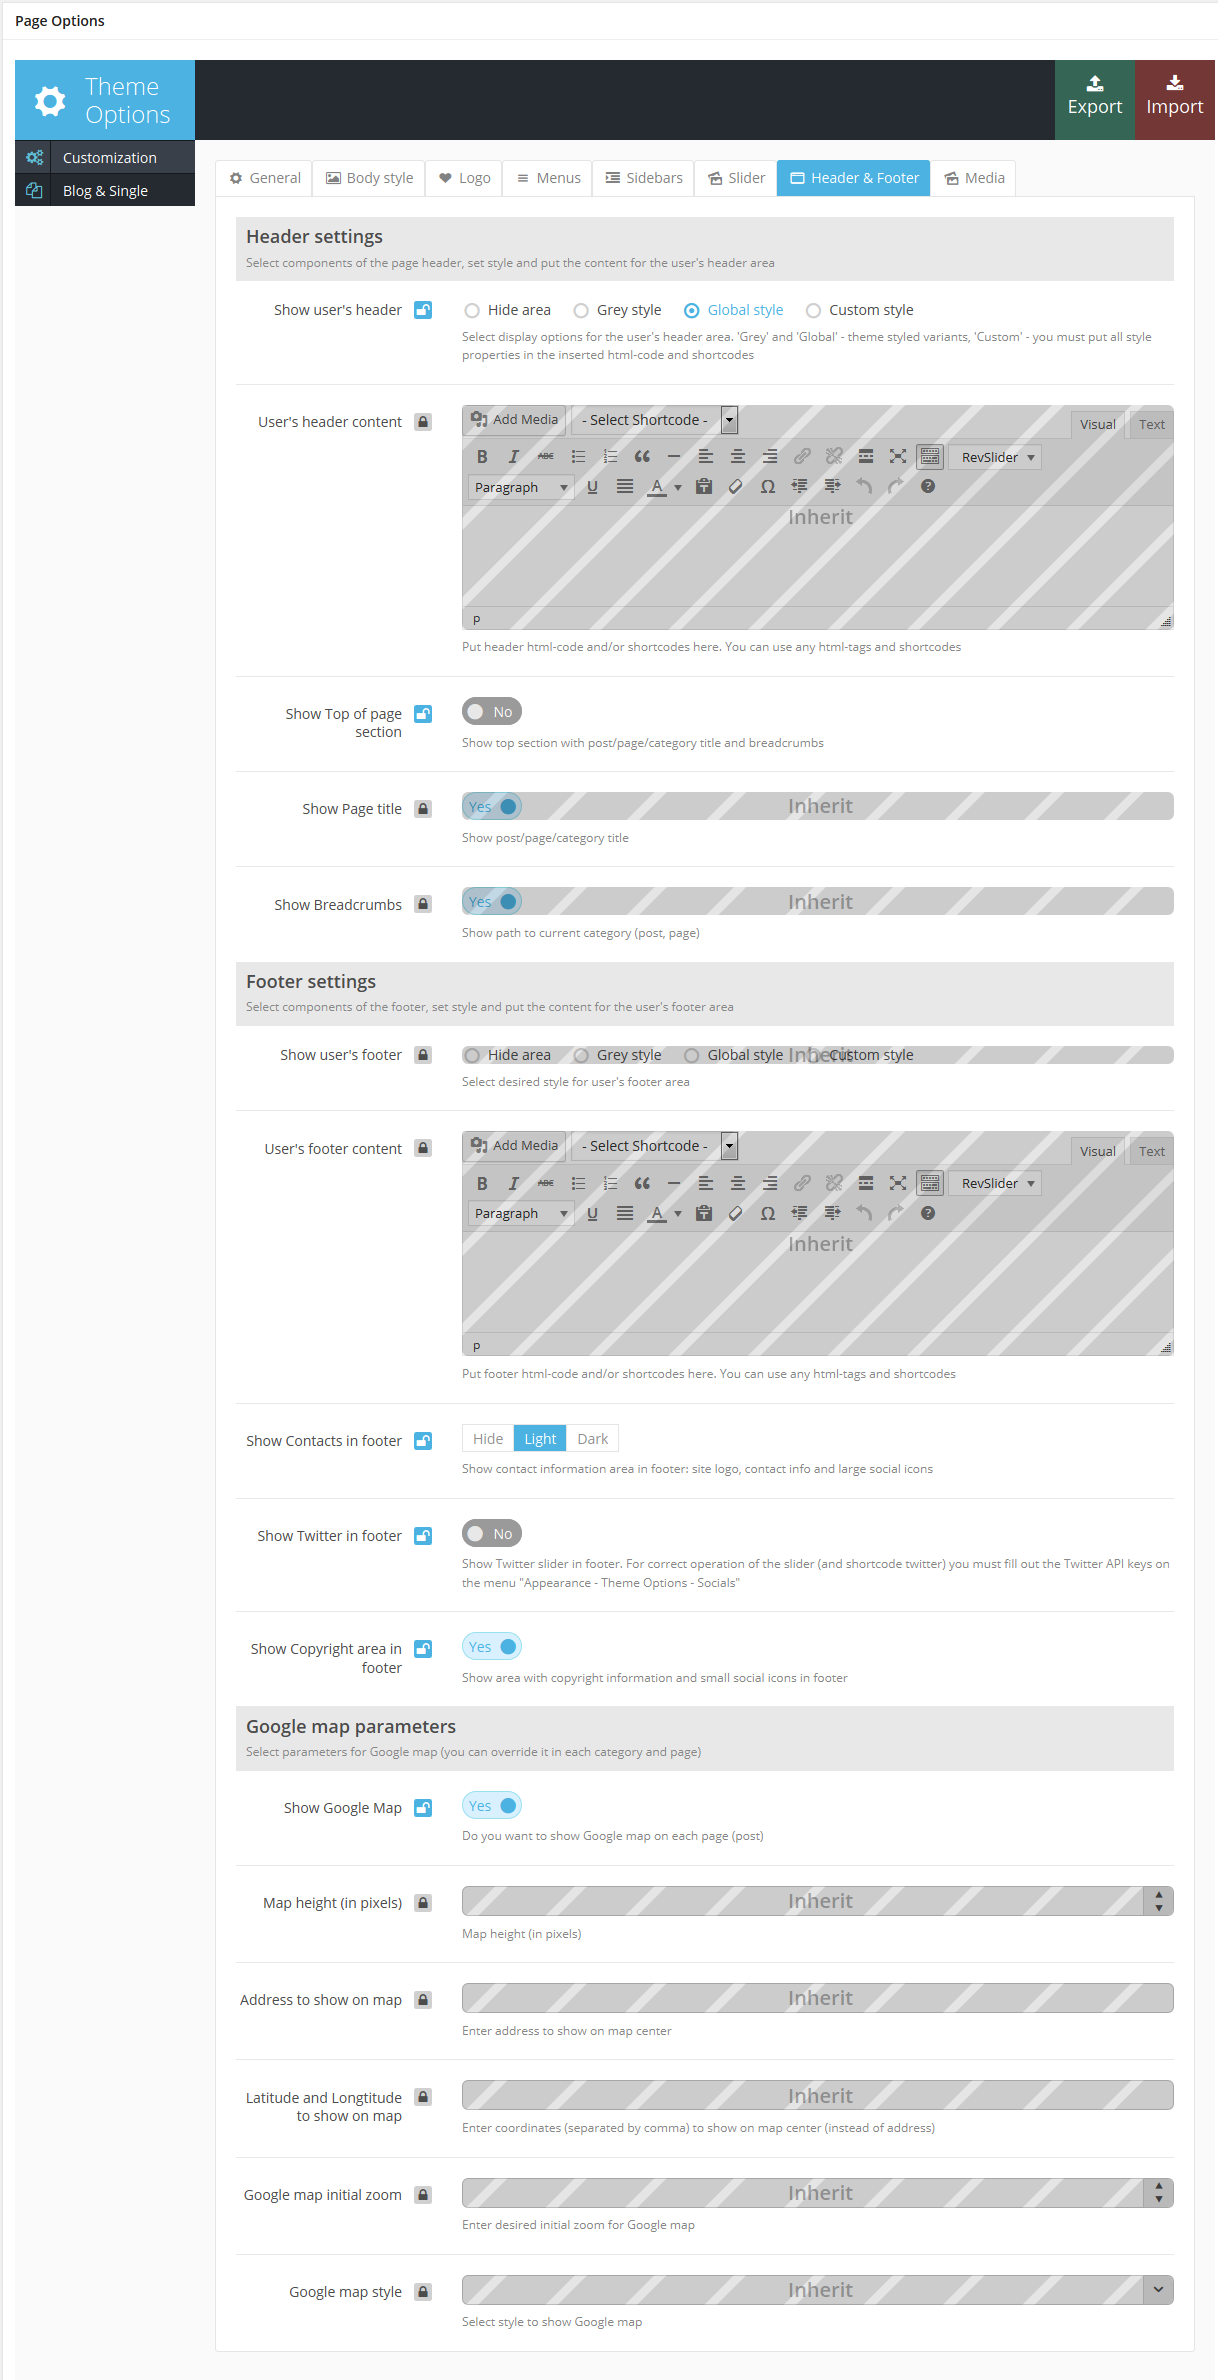 Page Options
Theme
Options
Export
Import
Customization
Blog & Single
General
Body style
Logo
Menus
Sidebars
Slider
Header & Footer
Media
Header settings
Select components of the page header, set style and put the content for the user's header area
Show user's header
Hide area
Grey style
Global style
Custom style
Select display options for the user's header area. 'Grey' and 'Global' - theme styled variants, 'Custom' - you must put all style
properties in the inserted html-code and shortcodes
User's header content
Add Media
- Select Shortcode -
Visual
Text
B I ABC
RevSlider
Paragraph
U A Ω
Inherit
p
Put header html-code and/or shortcodes here. You can use any html-tags and shortcodes
Show Top of page
section
No
Show top section with post/page/category title and breadcrumbs
Show Page title
Yes
Inherit
Show post/page/category title
Show Breadcrumbs
Yes
Inherit
Show path to current category (post, page)
Footer settings
Select components of the footer, set style and put the content for the user's footer area
Show user's footer
Hide area
Grey style
Global style
Inherit
Custom style
Select desired style for user's footer area
User's footer content
Add Media
- Select Shortcode -
Visual
Text
B I ABC
RevSlider
Paragraph
U A Ω
Inherit
p
Put footer html-code and/or shortcodes here. You can use any html-tags and shortcodes
Show Contacts in footer
Hide
Light
Dark
Show contact information area in footer: site logo, contact info and large social icons
Show Twitter in footer
No
Show Twitter slider in footer. For correct operation of the slider (and shortcode twitter) you must fill out the Twitter API keys on
the menu "Appearance - Theme Options - Socials"
Show Copyright area in
footer
Yes
Show area with copyright information and small social icons in footer
Google map parameters
Select parameters for Google map (you can override it in each category and page)
Show Google Map
Yes
Do you want to show Google map on each page (post)
Map height (in pixels)
Inherit
Map height (in pixels)
Address to show on map
Inherit
Enter address to show on map center
Latitude and Longtitude
to show on map
Inherit
Enter coordinates (separated by comma) to show on map center (instead of address)
Google map initial zoom
Inherit
Enter desired initial zoom for Google map
Google map style
Inherit
Select style to show Google map